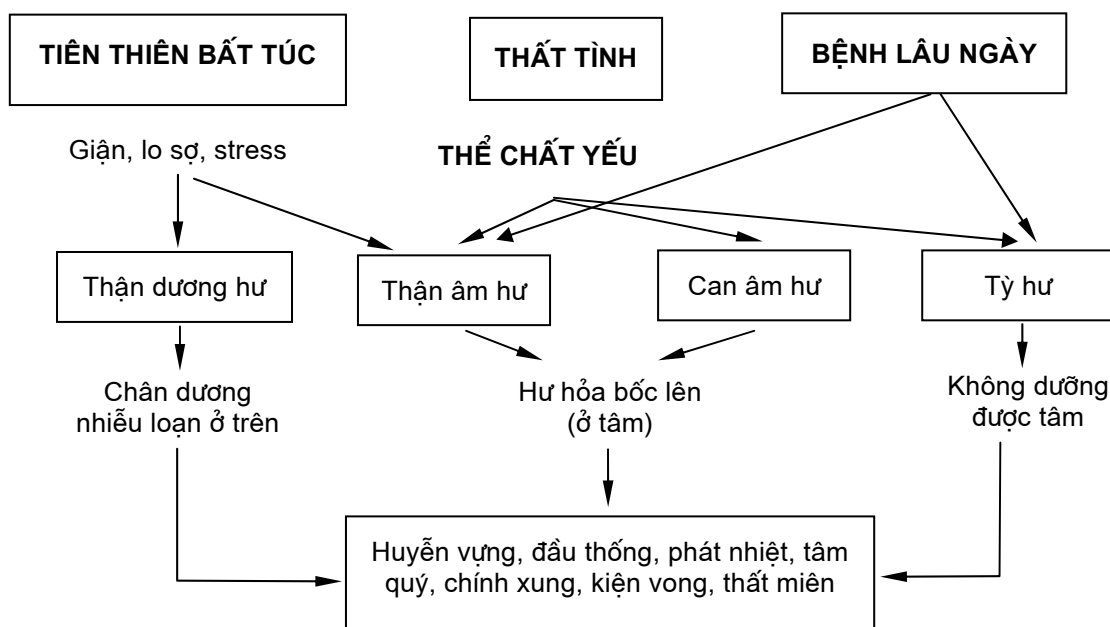 TIÊN THIÊN BẤT TÚC
THẤT TÌNH
BỆNH LÂU NGÀY
Giận, lo sợ, stress
THỂ CHẤT YẾU
Thận dương hư
Thận âm hư
Can âm hư
Tỳ hư
Chân dương
nhiễu loạn ở trên
Hư hỏa bốc lên
(ở tâm)
Không dưỡng
được tâm
Huyễn vựng, đầu thống, phát nhiệt, tâm
quý, chính xung, kiện vong, thất miên